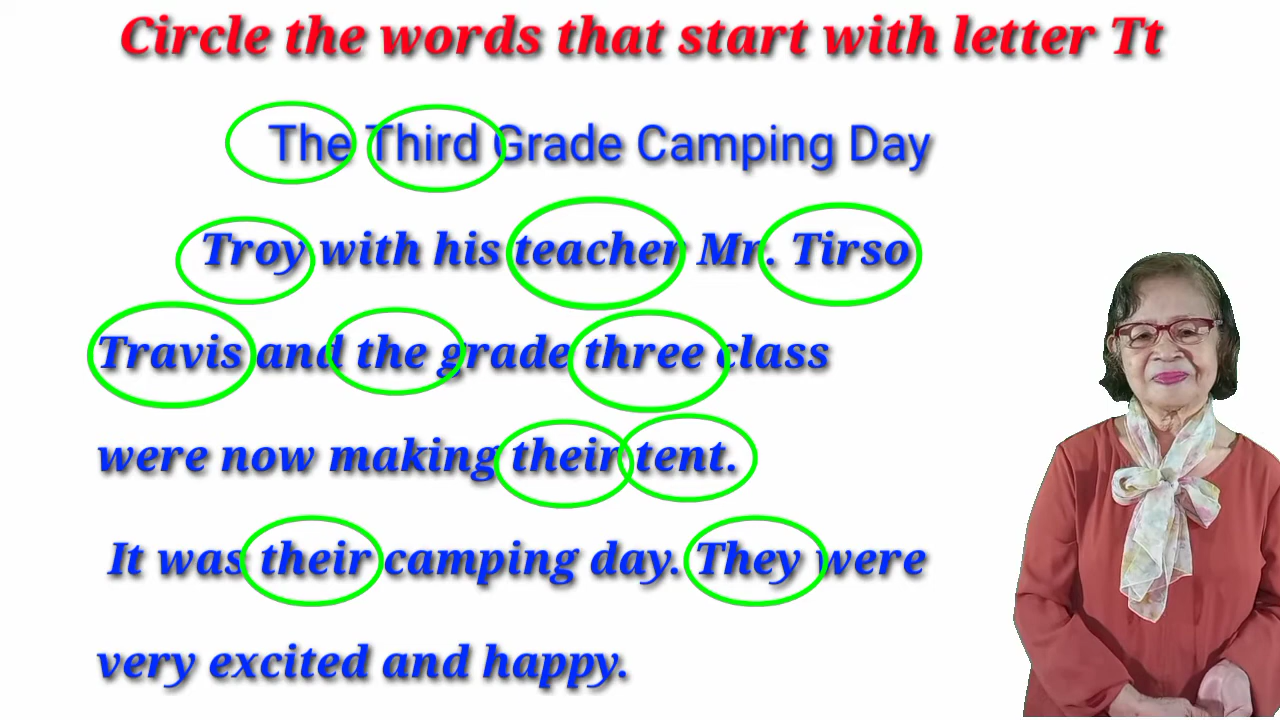 Circle the words that start with letter Tt
The Third Grade Camping Day
Troy with his teacher Mr. Tirso
Travis and the grade three class
were now making their tent.
It was their camping day. They were
very excited and happy.